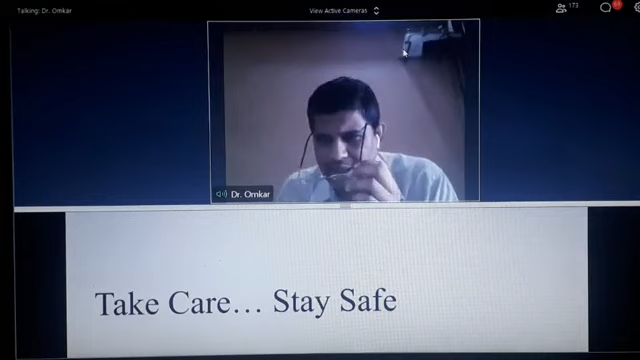 Talking: Dr. Omkar
View Active Cameras
173
Dr. Omkar
Take Care... Stay Safe